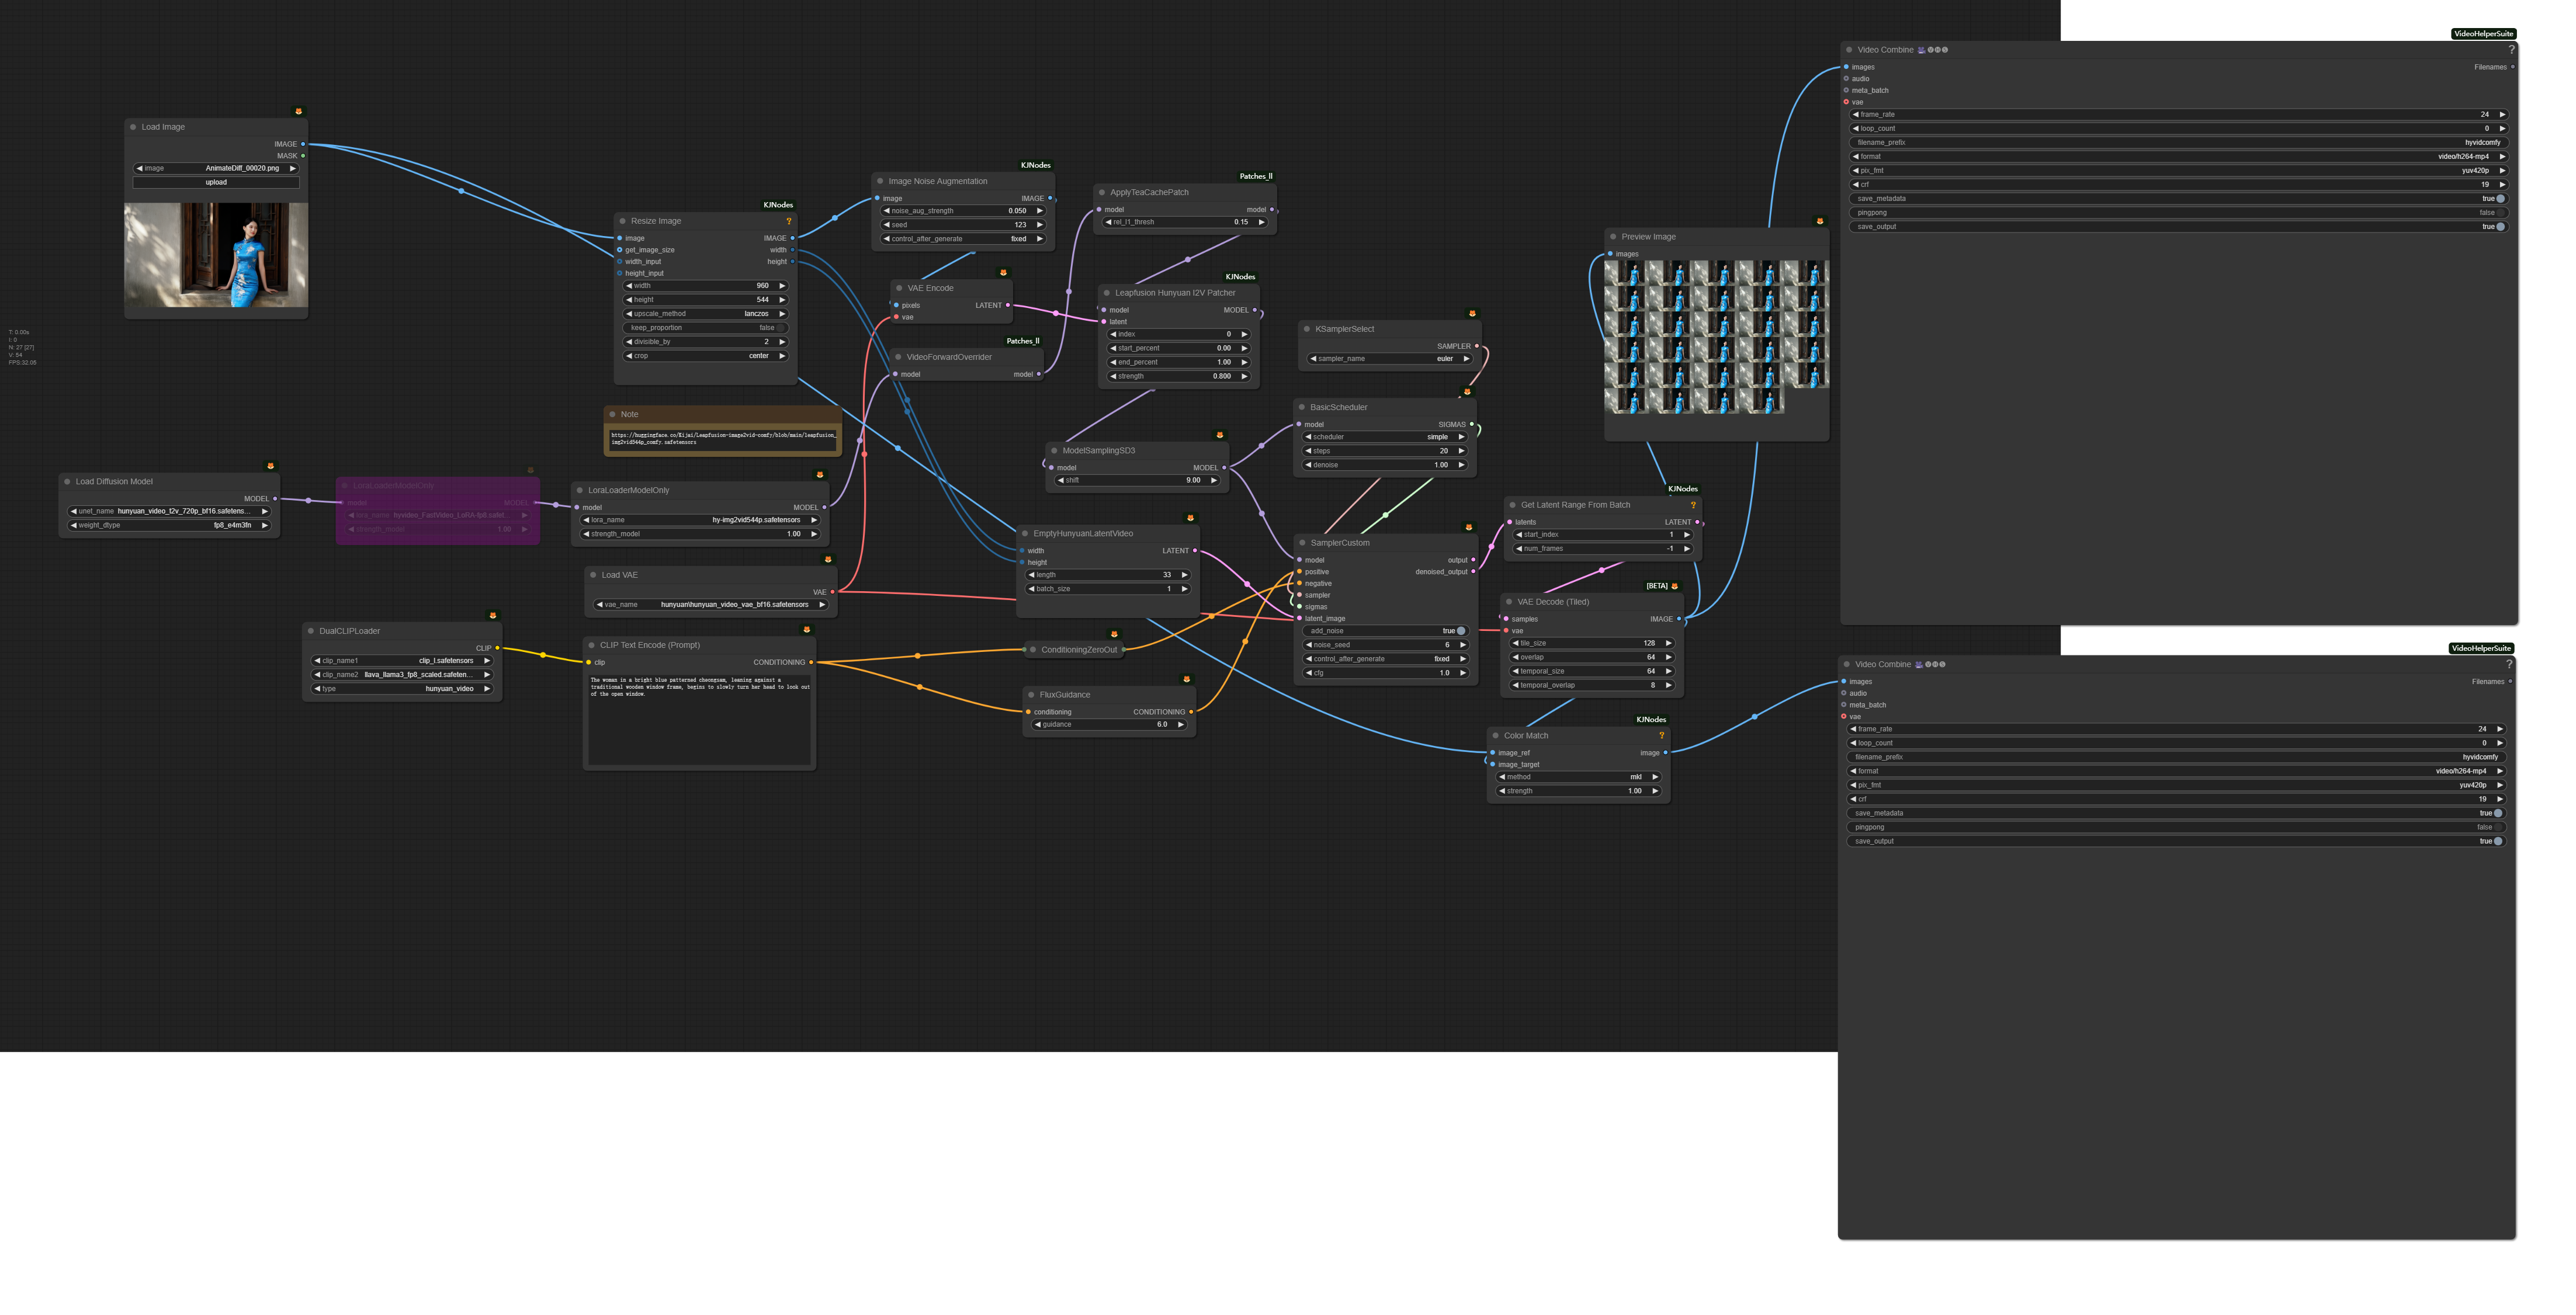 VideoHelperSuite
Video Combine
images
Filenames
audio
meta_batch
vae
frame_rate 24
loop_count 0
filename_prefix hyvidcomfy
format video/h264-mp4
pix_fmt yuv420p
crf 19
save_metadata true
pingpong false
save_output true
Load Image
IMAGE
MASK
image AnimateDiff_00020.png
upload
KJNodes
Resize Image
image IMAGE
get_image_size width
width_input height
height_input
width 960
height 544
upscale_method lanczos
keep_proportion false
divisible_by 2
crop center
KJNodes
Image Noise Augmentation
image IMAGE
noise_aug_strength 0.050
seed 123
control_after_generate fixed
Patches_ll
ApplyTeaCachePatch
model model
rel_l1_thresh 0.15
VAE Encode
pixels LATENT
vae
KJNodes
Leapfusion Hunyuan I2V Patcher
model MODEL
latent
index 0
start_percent 0.00
end_percent 1.00
strength 0.800
Patches_ll
VideoForwardOverrider
model model
KSamplerSelect
SAMPLER
sampler_name euler
Preview Image
images
T: 0.00s
I: 0
N: 27 [27]
V: 54
FPS:32.05
Note
https://huggingface.co/Kijai/Leapfusion-image2vid-comfy/blob/main/leapfusion_
img2vid544p_comfy.safetensors
BasicScheduler
model SIGMAS
scheduler simple
steps 20
denoise 1.00
ModelSamplingSD3
model MODEL
shift 9.00
Load Diffusion Model
MODEL
unet_name hunyuan_video_t2v_720p_bf16.safetens...
weight_dtype fp8_e4m3fn
LoraLoaderModelOnly
model MODEL
lora_name hyvideo_FastVideo_LoRA-fp8.safet...
strength_model 1.00
LoraLoaderModelOnly
model MODEL
lora_name hy-img2vid544p.safetensors
strength_model 1.00
KJNodes
Get Latent Range From Batch
latents LATENT
start_index 1
num_frames -1
EmptyHunyuanLatentVideo
width LATENT
height
length 33
batch_size 1
SamplerCustom
model output
positive denoised_output
negative
sampler
sigmas
latent_image
add_noise true
noise_seed 6
control_after_generate fixed
cfg 1.0
Load VAE
VAE
vae_name hunyuan\hunyuan_video_vae_bf16.safetensors
[BETA]
VAE Decode (Tiled)
samples IMAGE
vae
tile_size 128
overlap 64
temporal_size 64
temporal_overlap 8
DualCLIPLoader
CLIP
clip_name1 clip_l.safetensors
clip_name2 llava_llama3_fp8_scaled.safeten...
type hunyuan_video
CLIP Text Encode (Prompt)
clip CONDITIONING
The woman in a bright blue patterned cheongsam, leaning against a
traditional wooden window frame, begins to slowly turn her head to look out
of the open window.
ConditioningZeroOut
FluxGuidance
conditioning CONDITIONING
guidance 6.0
KJNodes
Color Match
image_ref image
image_target
method mkl
strength 1.00
VideoHelperSuite
Video Combine
images
Filenames
audio
meta_batch
vae
frame_rate 24
loop_count 0
filename_prefix hyvidcomfy
format video/h264-mp4
pix_fmt yuv420p
crf 19
save_metadata true
pingpong false
save_output true